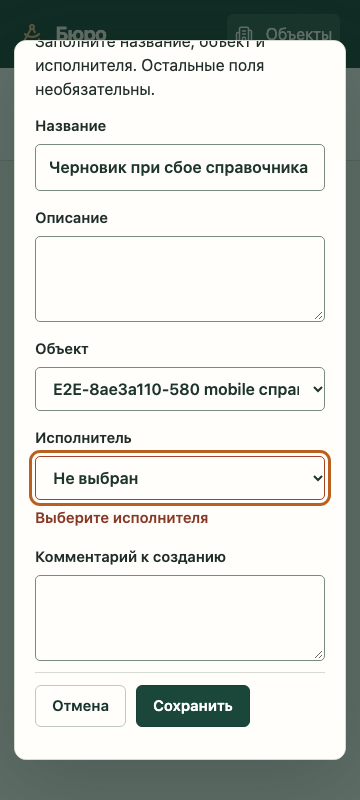 Бюро
Объекты
Заполните название, объект и
исполнителя. Остальные поля
необязательны.
Название
Черновик при сбое справочника
Описание
Объект
E2E-8ae3a110-580 mobile спра
Исполнитель
Не выбран
Выберите исполнителя
Комментарий к созданию
Отмена
Сохранить